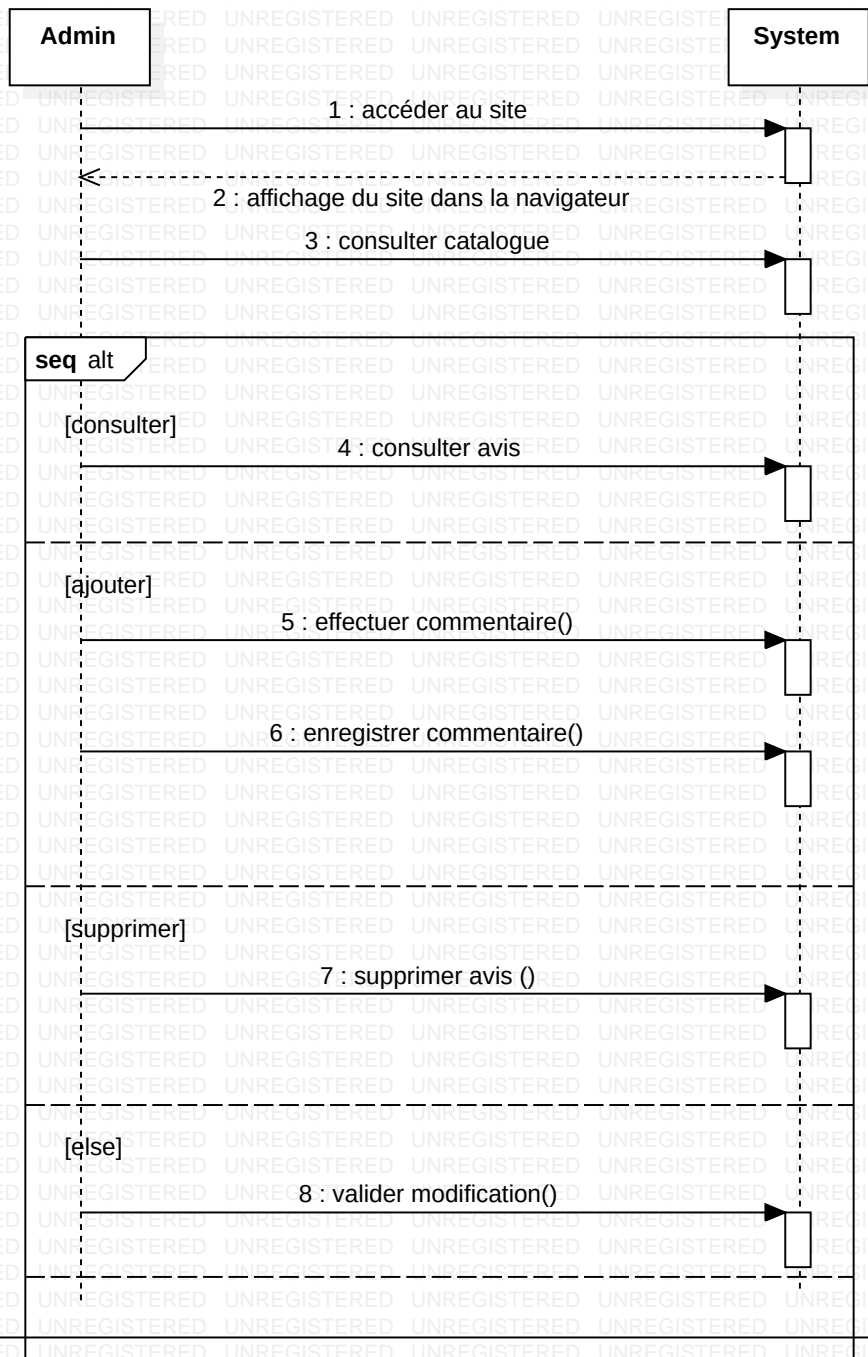 Admin
System
1 : accéder au site
2 : affichage du site dans la navigateur
3 : consulter catalogue
seq alt
[consulter]
4 : consulter avis
[ajouter]
5 : effectuer commentaire()
6 : enregistrer commentaire()
[supprimer]
7 : supprimer avis ()
[else]
8 : valider modification()
UNREGISTERED